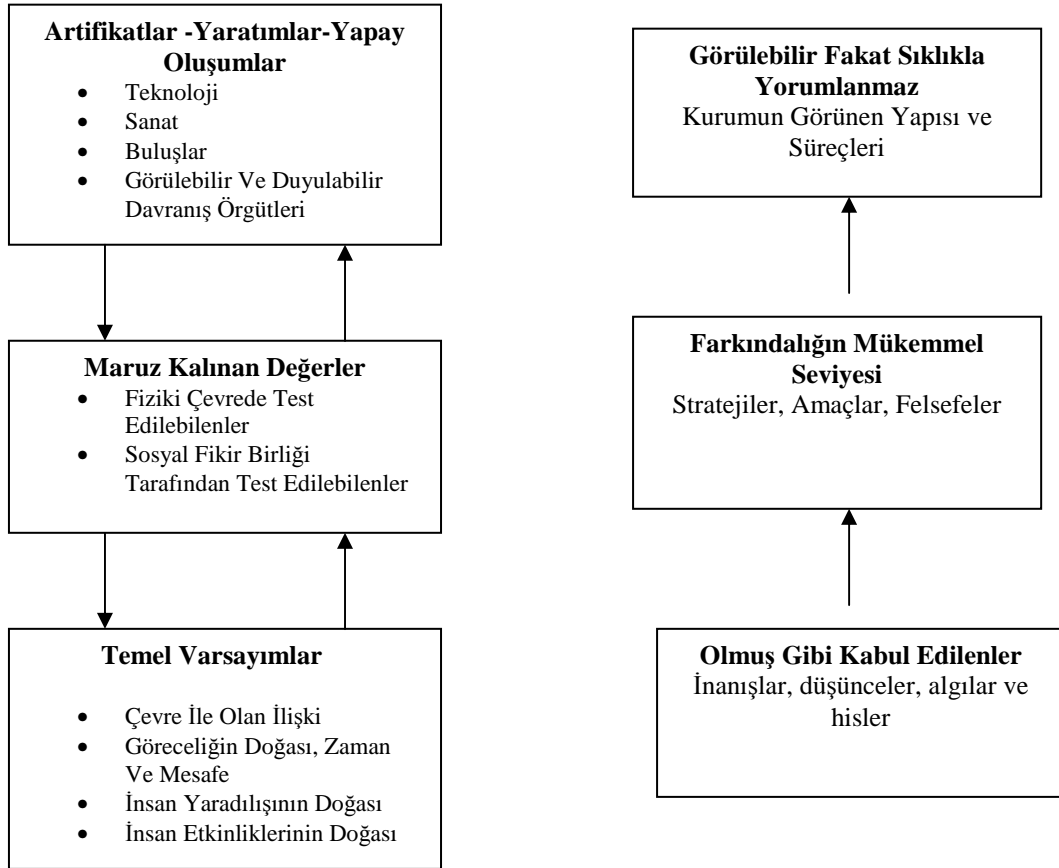 Artifikatlar -Yaratımlar-Yapay
Oluşumlar
• Teknoloji
• Sanat
• Buluşlar
• Görülebilir Ve Duyulabilir
Davranış Örgütleri
Maruz Kalınan Değerler
• Fiziki Çevrede Test
Edilebilenler
• Sosyal Fikir Birliği
Tarafından Test Edilebilenler
Temel Varsayımlar
• Çevre İle Olan İlişki
• Göreceliğin Doğası, Zaman
Ve Mesafe
• İnsan Yaradılışının Doğası
• İnsan Etkinliklerinin Doğası
Görülebilir Fakat Sıklıkla
Yorumlanmaz
Kurumun Görünen Yapısı ve
Süreçleri
Farkındalığın Mükemmel
Seviyesi
Stratejiler, Amaçlar, Felsefeler
Olmuş Gibi Kabul Edilenler
İnanışlar, düşünceler, algılar ve
hisler